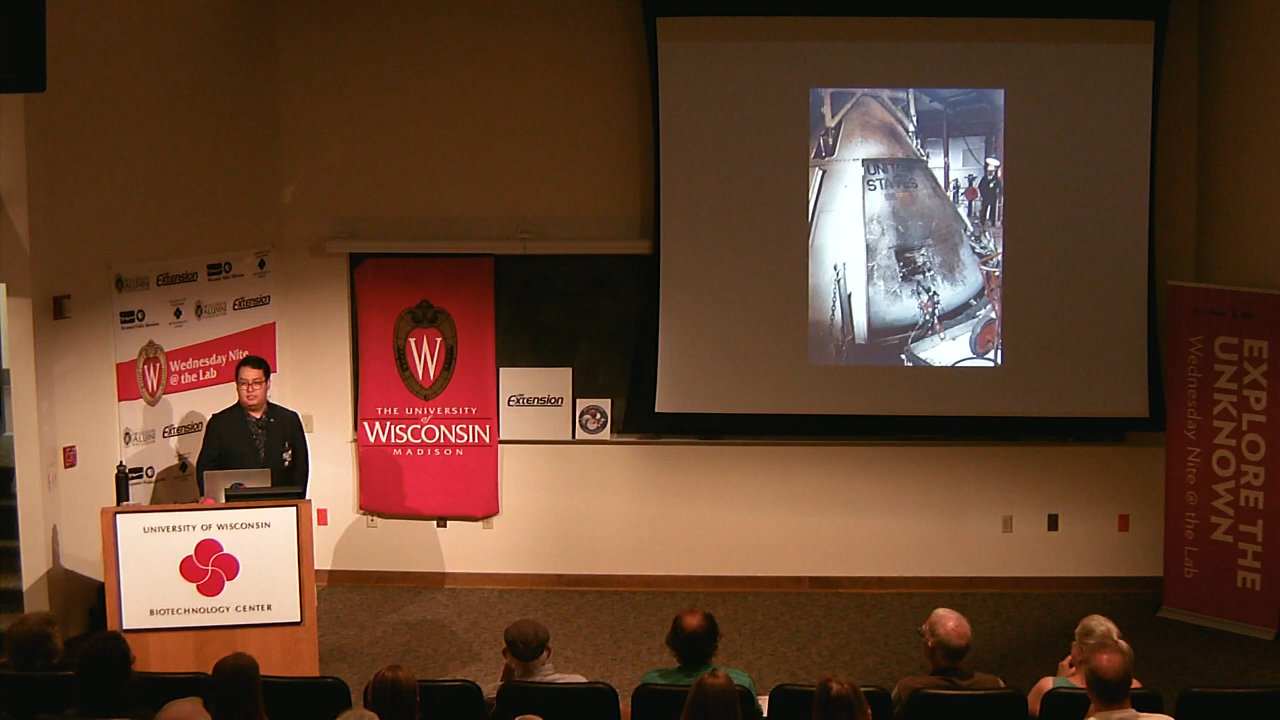 UNITED
STATES
Extension
Extension
Wednesday Nite
@ the Lab
Extension
W
THE UNIVERSITY
of
WISCONSIN
MADISON
Extension
UNIVERSITY OF WISCONSIN
BIOTECHNOLOGY CENTER
EXPLORE THE
UNKNOWN
Wednesday Nite @ the Lab